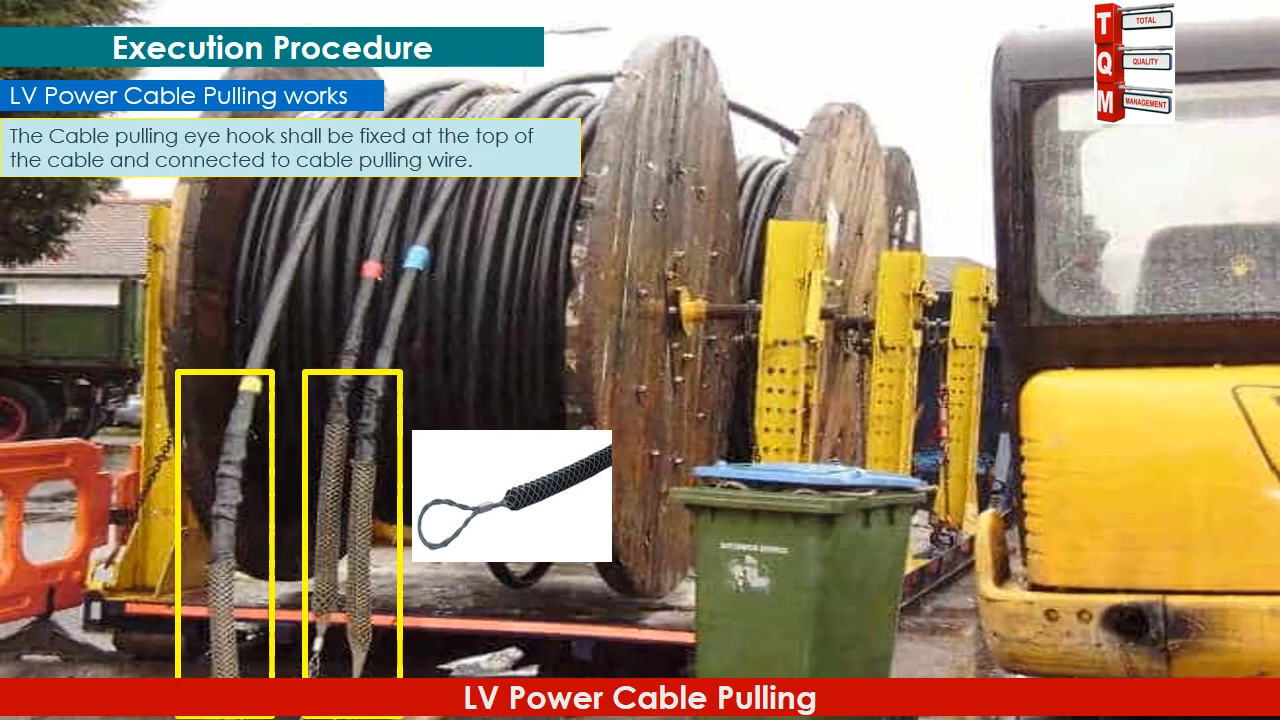 Execution Procedure
LV Power Cable Pulling works
The Cable pulling eye hook shall be fixed at the top of
the cable and connected to cable pulling wire.
T TOTAL
Q QUALITY
M MANAGEMENT
LV Power Cable Pulling